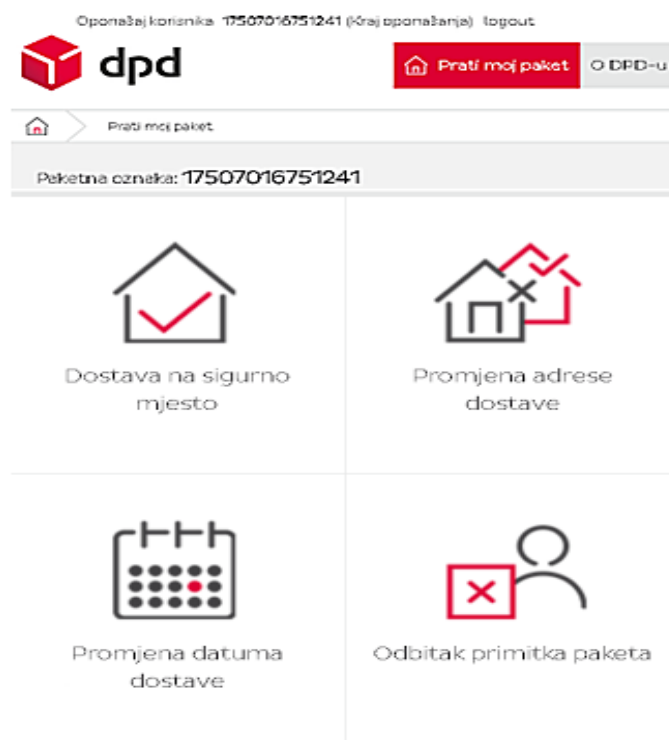 Oponašaj korisnika 17507016751241 (Kraj oponašanja) logout
dpd
Prati moj paket
O DPD-u
Prati moj paket
Paketna oznaka: 17507016751241
Dostava na sigurno
mjesto
Promjena adrese
dostave
Promjena datuma
dostave
Odbitak primitka paketa